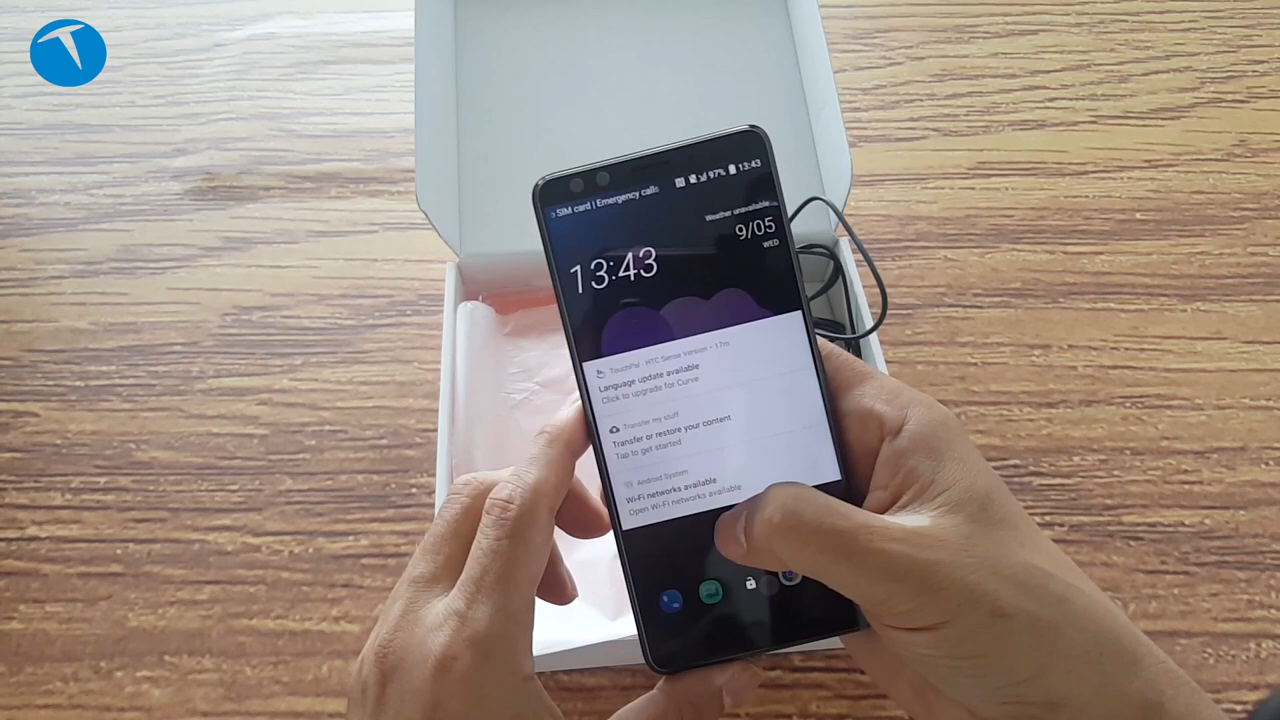 SIM card | Emergency calls
97% 13:43
Weather unavailable
9/05
WED
13:43
TouchPal - HTC Sense Version • 17m
Language update available
Click to upgrade for Curve
Transfer my stuff
Transfer or restore your content
Tap to get started
Android System
Wi-Fi networks available
Open Wi-Fi networks available